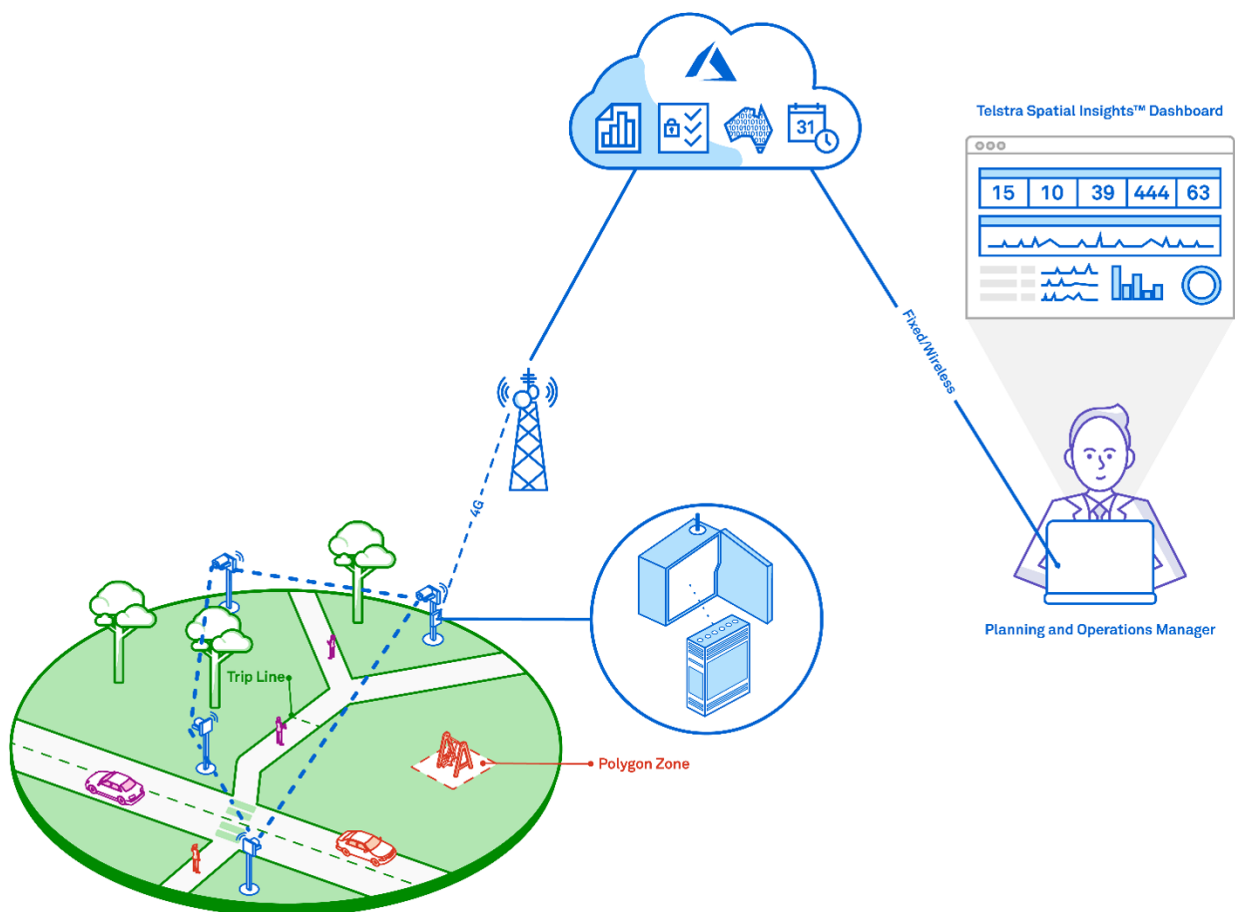 Telstra Spatial Insights™ Dashboard
31
15 10 39 444 63
Fixed/Wireless
4G
Trip Line
Polygon Zone
Planning and Operations Manager